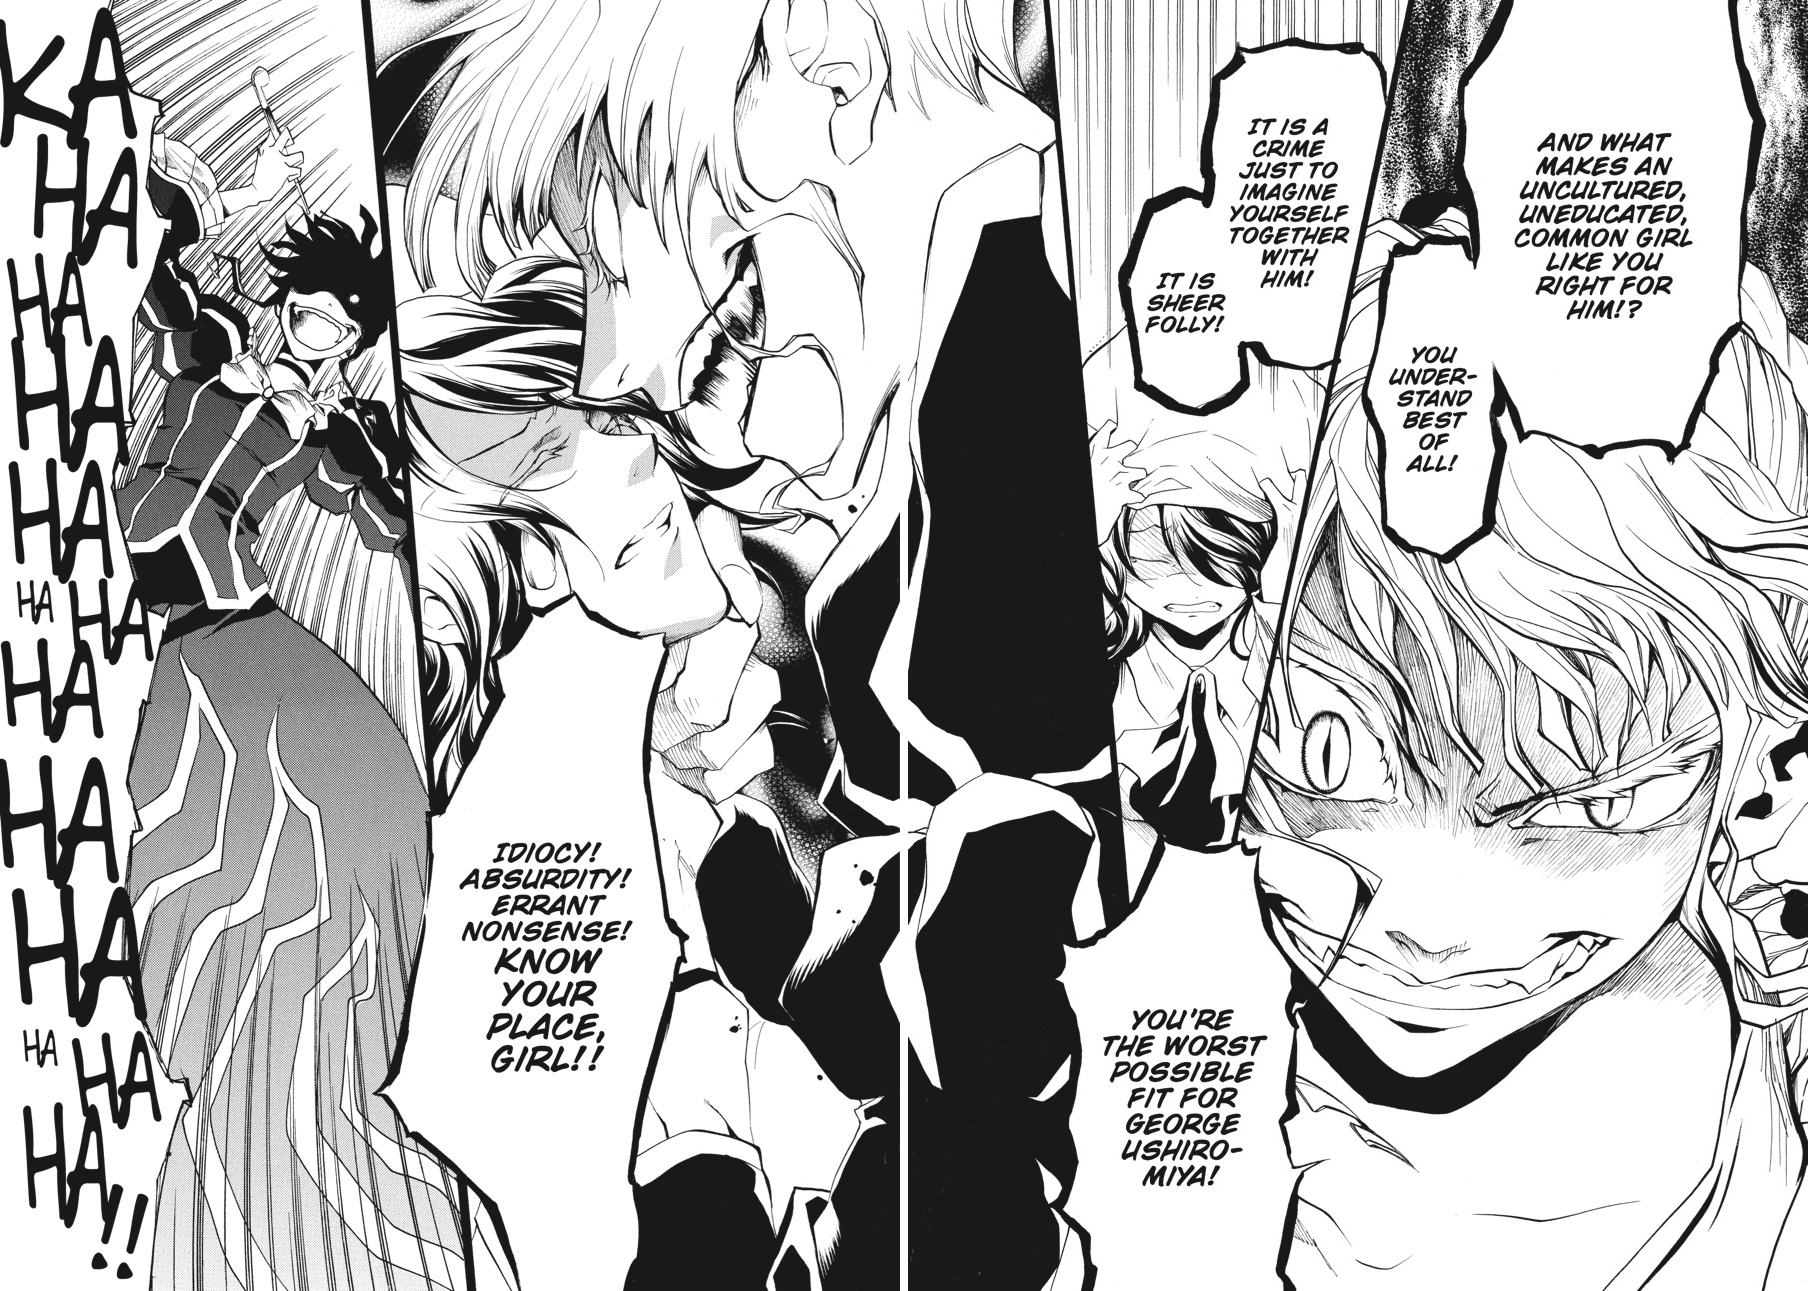 AND WHAT
MAKES AN
UNCULTURED,
UNEDUCATED,
COMMON GIRL
LIKE YOU
RIGHT FOR
HIM!?
YOU
UNDER-
STAND
BEST
OF
ALL!
IT IS A
CRIME
JUST TO
IMAGINE
YOURSELF
TOGETHER
WITH
HIM!
IT IS
SHEER
FOLLY!
YOU'RE
THE WORST
POSSIBLE
FIT FOR
GEORGE
USHIRO-
MIYA!
IDIOCY!
ABSURDITY!
ERRANT
NONSENSE!
KNOW
YOUR
PLACE,
GIRL!!
KA
HA
HA
HA
HA
HA
HA
HA
HA
HA
HA
HA
HA!!